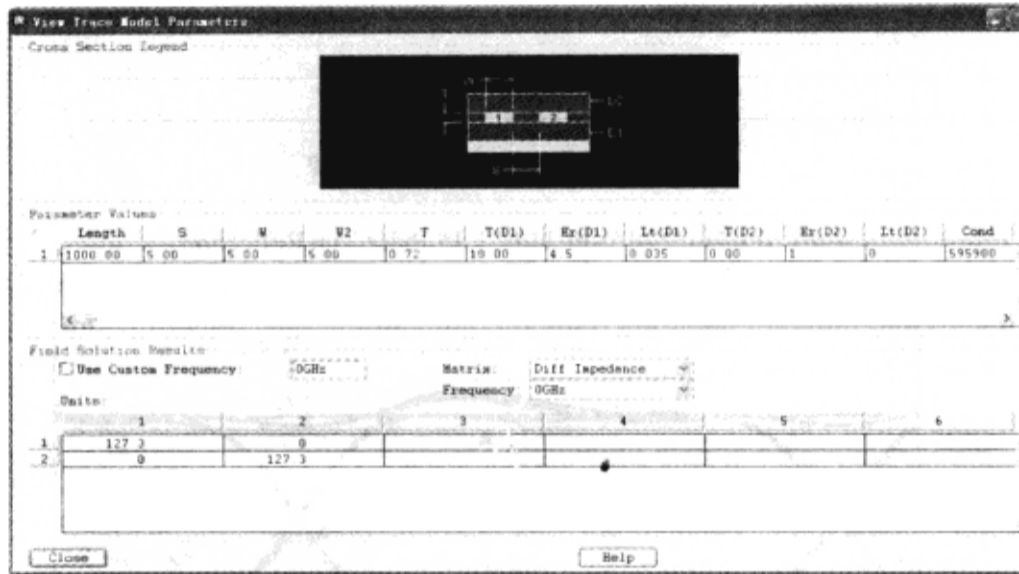 View Trace Model Parameters
Cross Section Legend
1 2
Parameter Values
Length S W W2 T T(D1) Er(D1) Lt(D1) T(D2) Er(D2) Lt(D2) Cond
1 1000 00 5 00 5 00 5 00 0 72 10 00 4 5 0 035 0 00 1 0 595900
Field Solution Results
Use Custom Frequency: 0GHz Matrix: Diff Impedance
Frequency: 0GHz
Units:
1 2 3 4 5 6
1 127 3 0
2 0 127 3
Close Help